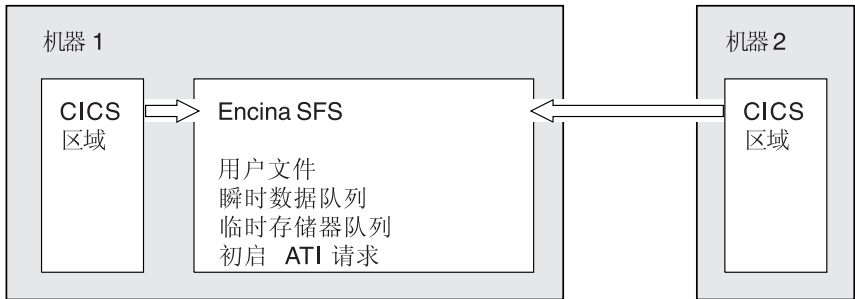 机器 1
CICS
区域
Encina SFS
用户文件
瞬时数据队列
临时存储器队列
初启 ATI 请求
机器 2
CICS
区域